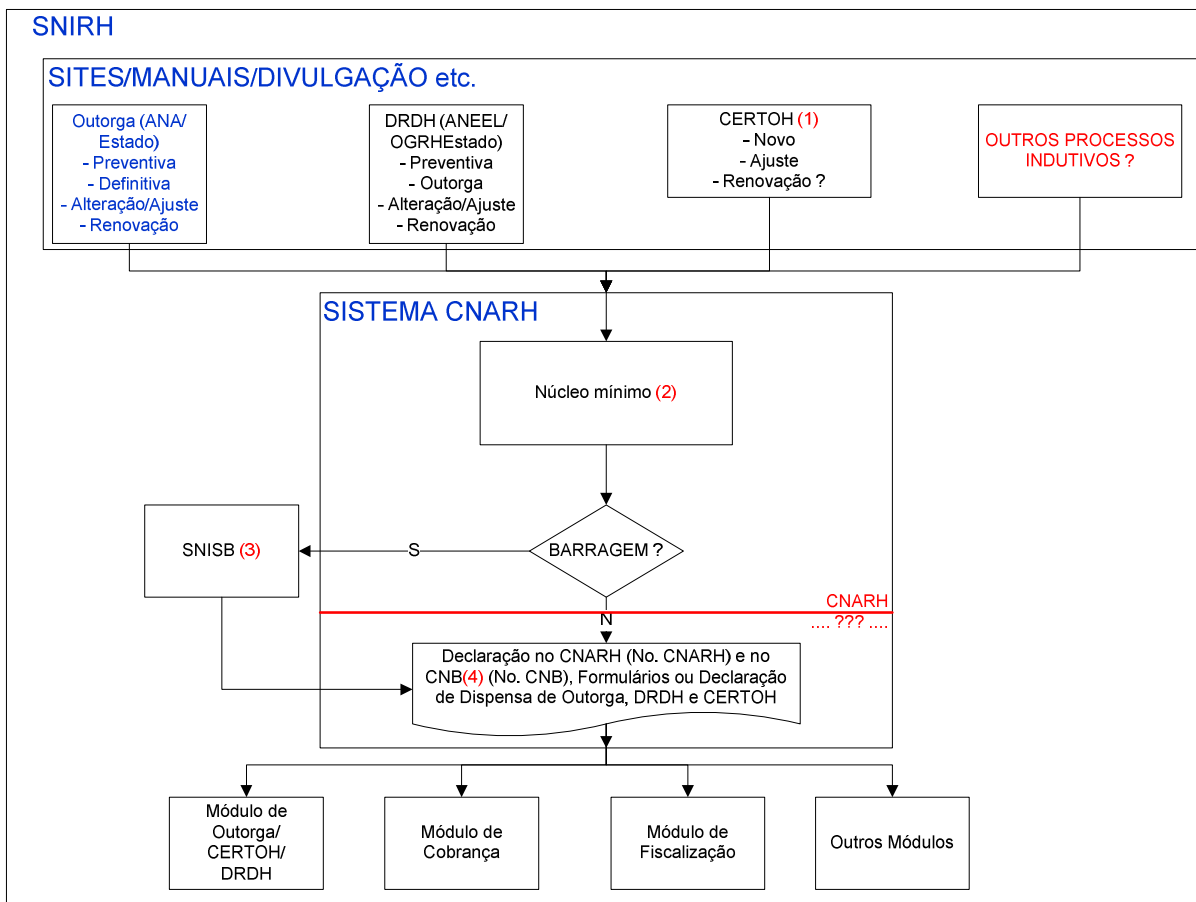 SNIRH
SITES/MANUAIS/DIVULGAÇÃO etc.
Outorga (ANA/
Estado)
- Preventiva
- Definitiva
- Alteração/Ajuste
- Renovação
DRDH (ANEEL/
OGRHEstado)
- Preventiva
- Outorga
- Alteração/Ajuste
- Renovação
CERTOH (1)
- Novo
- Ajuste
- Renovação ?
OUTROS PROCESSOS
INDUTIVOS ?
SISTEMA CNARH
Núcleo mínimo (2)
SNISB (3)
S
BARRAGEM ?
CNARH
N
.... ??? ....
Declaração no CNARH (No. CNARH) e no
CNB(4) (No. CNB), Formulários ou Declaração
de Dispensa de Outorga, DRDH e CERTOH
Módulo de
Outorga/
CERTOH/
DRDH
Módulo de
Cobrança
Módulo de
Fiscalização
Outros Módulos